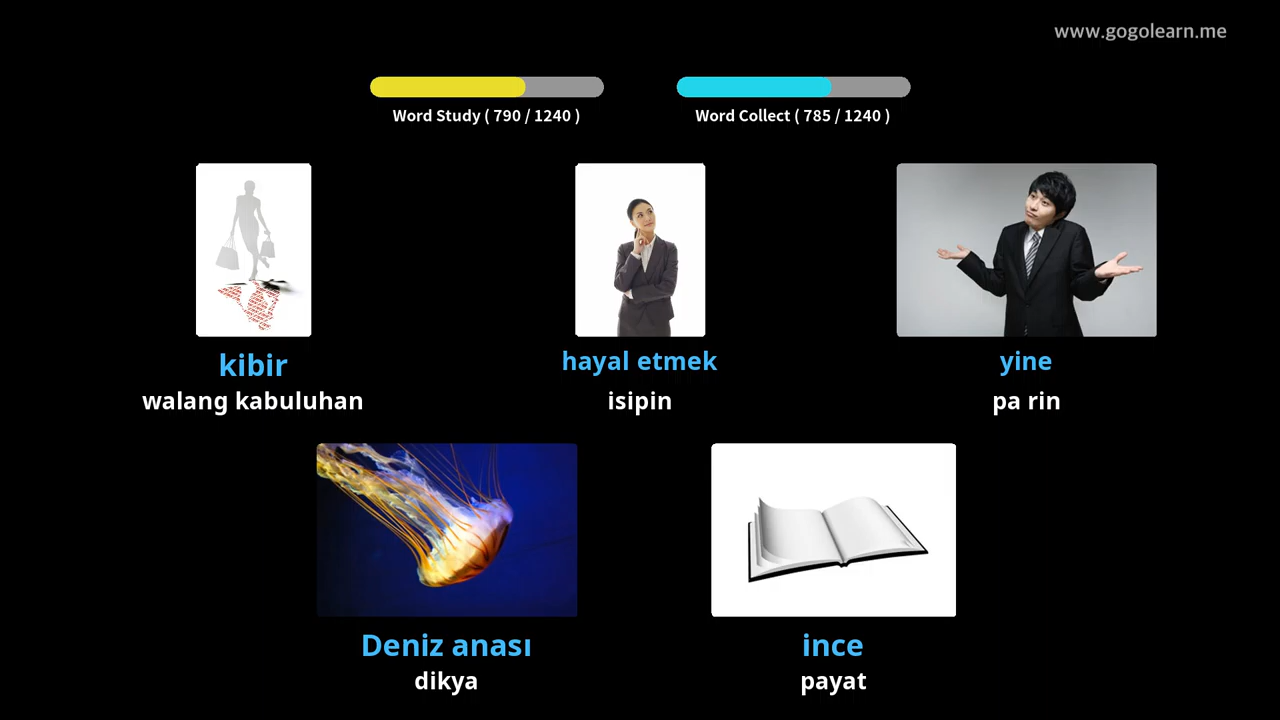 www.gogolearn.me
Word Study ( 790 / 1240 )
Word Collect ( 785 / 1240 )
kibir
walang kabuluhan
hayal etmek
isipin
yine
pa rin
Deniz anası
dikya
ince
payat